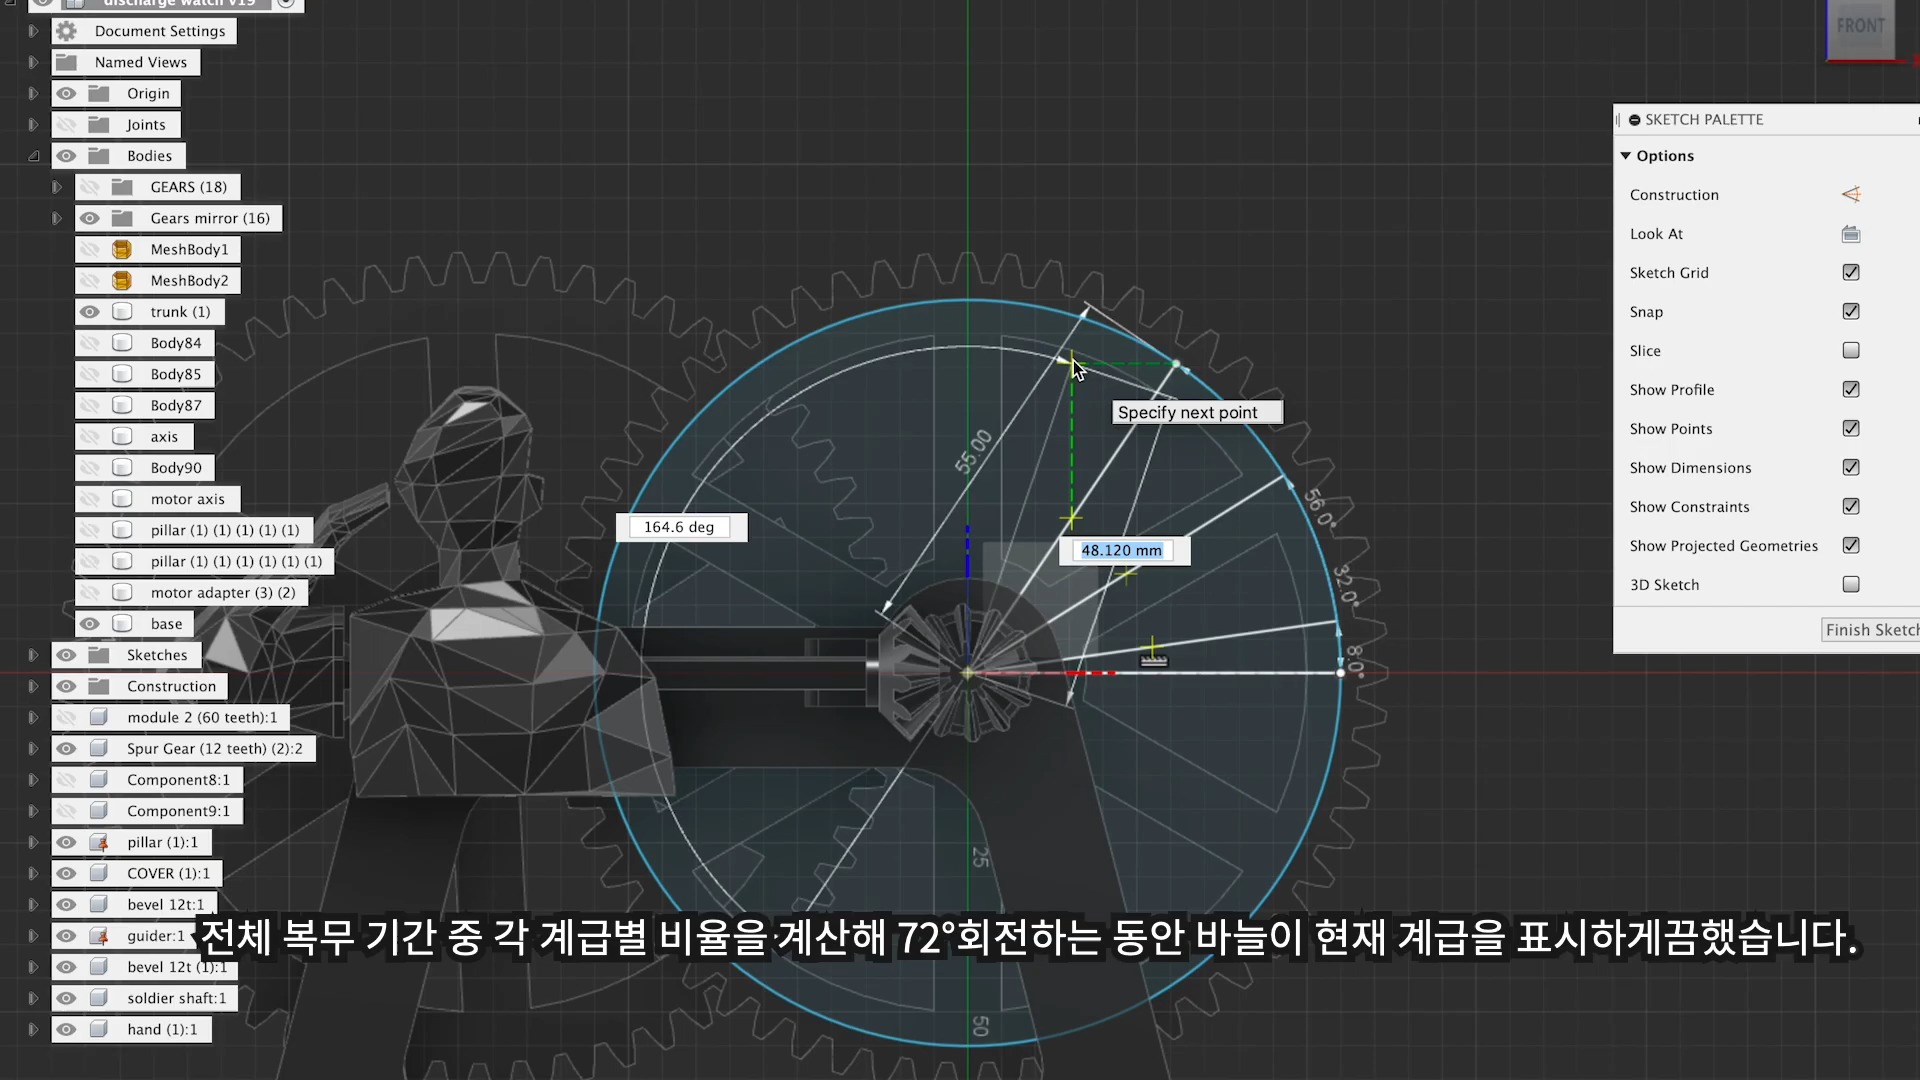 discharge watch v19
Document Settings
Named Views
Origin
Joints
Bodies
GEARS (18)
Gears mirror (16)
MeshBody1
MeshBody2
trunk (1)
Body84
Body85
Body87
axis
Body90
motor axis
pillar (1) (1) (1) (1) (1)
pillar (1) (1) (1) (1) (1) (1)
motor adapter (3) (2)
base
Sketches
Construction
module 2 (60 teeth):1
Spur Gear (12 teeth) (2):2
Component8:1
Component9:1
pillar (1):1
COVER (1):1
bevel 12t:1
guider:1
bevel 12t (1):1
soldier shaft:1
hand (1):1
55.00
Specify next point
164.6 deg
48.120 mm
56.0°
32.0°
8.0°
25
50
FRONT
SKETCH PALETTE
Options
Construction
Look At
Sketch Grid
Snap
Slice
Show Profile
Show Points
Show Dimensions
Show Constraints
Show Projected Geometries
3D Sketch
Finish Sketch
전체 복무 기간 중 각 계급별 비율을 계산해 72°회전하는 동안 바늘이 현재 계급을 표시하게끔했습니다.